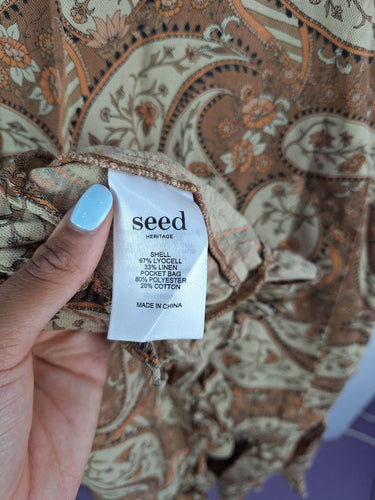 seed
HERITAGE
SHELL
67% LYOCELL
33% LINEN
POCKET BAG
80% POLYESTER
20% COTTON
MADE IN CHINA